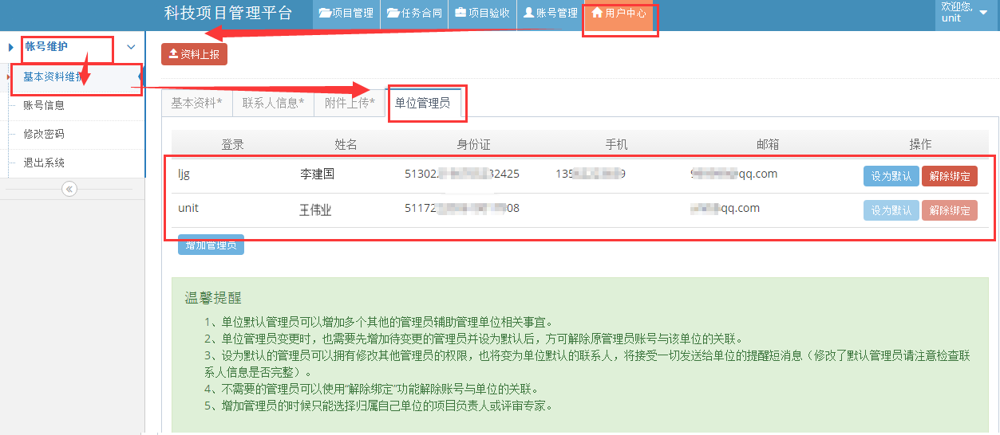 科技项目管理平台 项目管理 任务合同 项目验收 账号管理 用户中心 欢迎您,
unit
帐号维护
基本资料维护
账号信息
修改密码
退出系统
资料上报
基本资料* 联系人信息* 附件上传* 单位管理员
登录 姓名 身份证 手机 邮箱 操作
ljg 李建国 51302 32425 135 9 9 qq.com 设为默认 解除绑定
unit 王伟业 51172 08 qq.com 设为默认 解除绑定
增加管理员
温馨提醒
1、单位默认管理员可以增加多个其他的管理员辅助管理单位相关事宜。
2、单位管理员变更时，也需要先增加待变更的管理员并设为默认后，方可解除原管理员账号与该单位的关联。
3、设为默认的管理员可以拥有修改其他管理员的权限，也将变为单位默认的联系人，将接受一切发送给单位的提醒短消息（修改了默认管理员请注意检查联
系人信息是否完整）。
4、不需要的管理员可以使用“解除绑定”功能解除账号与单位的关联。
5、增加管理员的时候只能选择归属自己单位的项目负责人或评审专家。